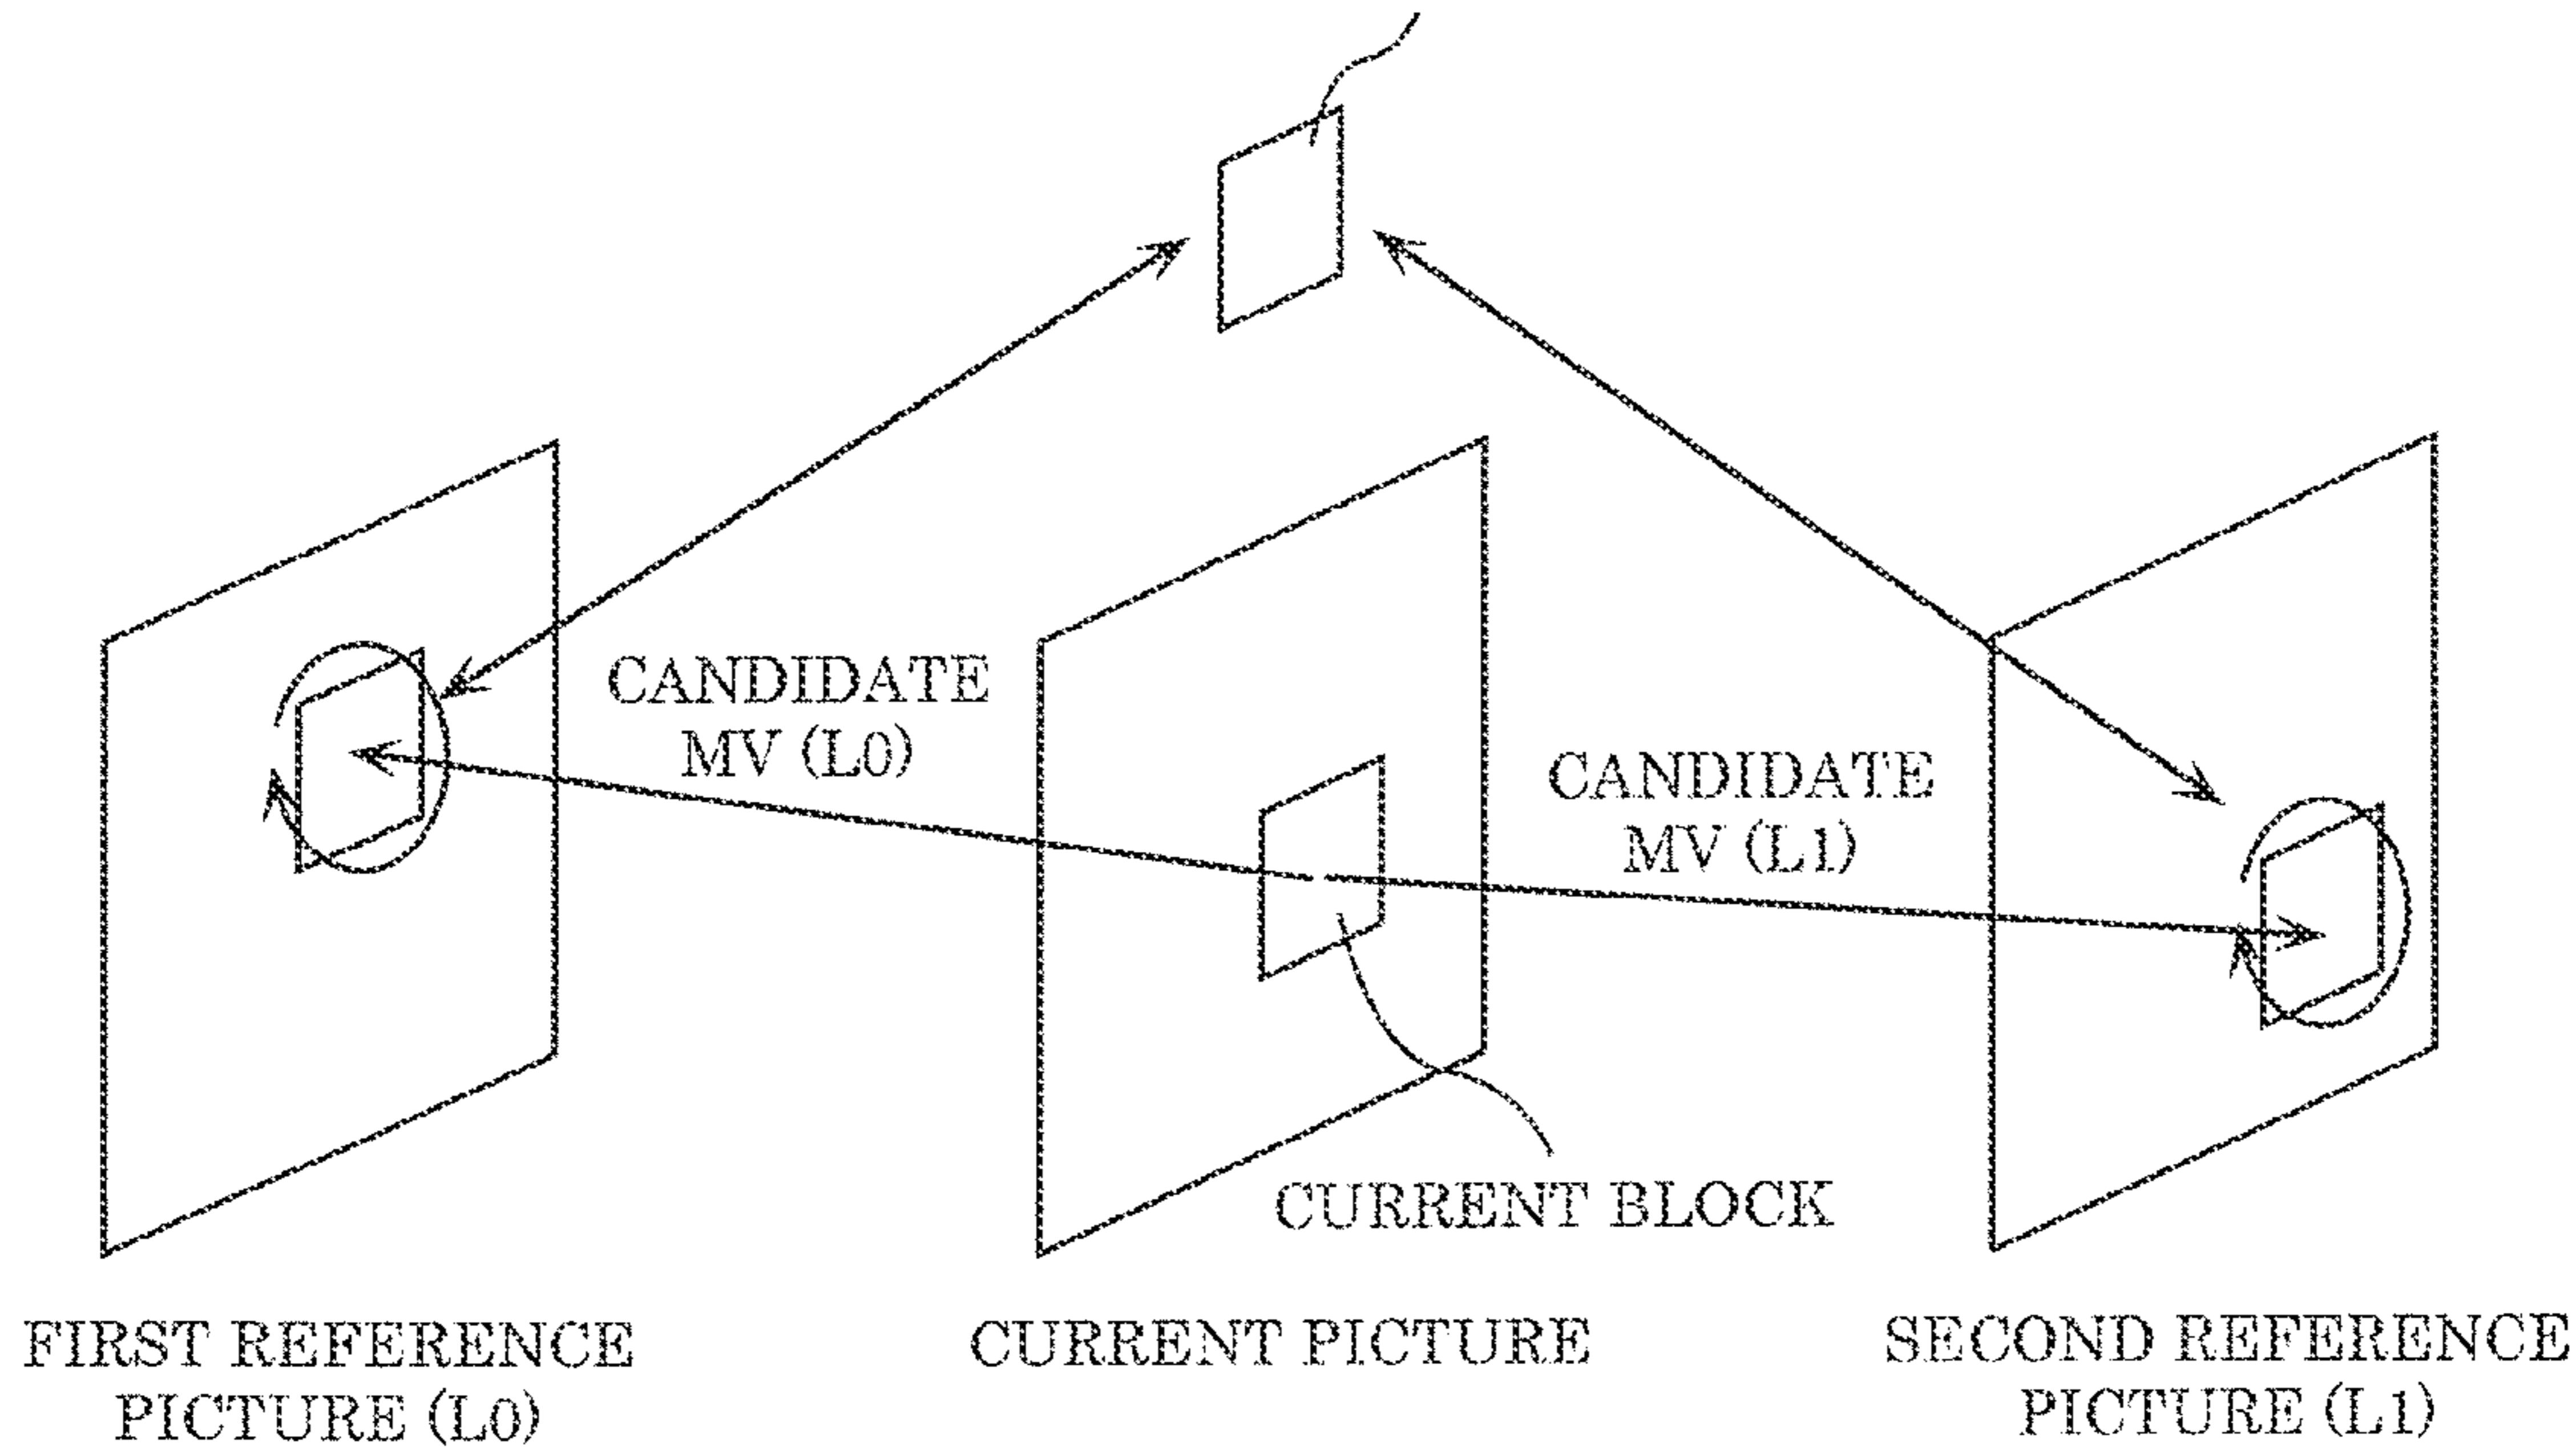 CANDIDATE
MV (L0)
CANDIDATE
MV (L1)
CURRENT BLOCK
FIRST REFERENCE
PICTURE (L0)
CURRENT PICTURE
SECOND REFERENCE
PICTURE (L1)